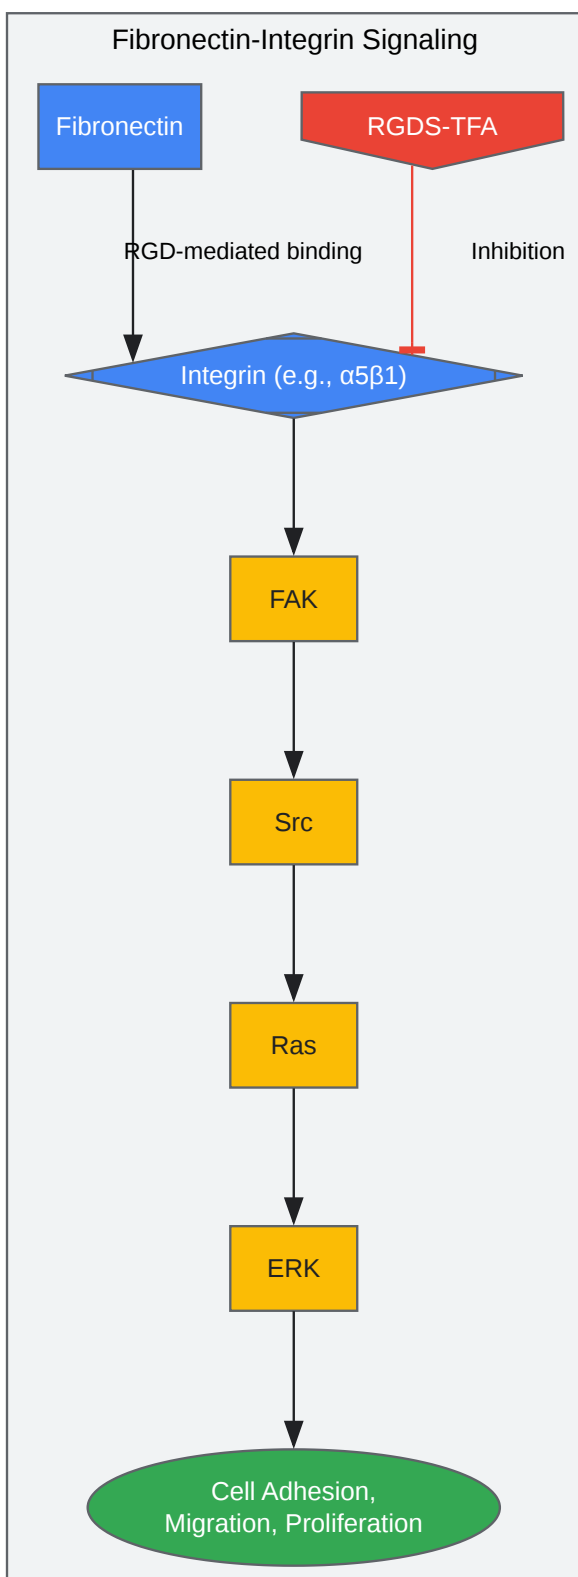 Fibronectin-Integrin Signaling
Fibronectin
RGDS-TFA
RGD-mediated binding
Inhibition
Integrin (e.g., α5β1)
FAK
Src
Ras
ERK
Cell Adhesion,
Migration, Proliferation